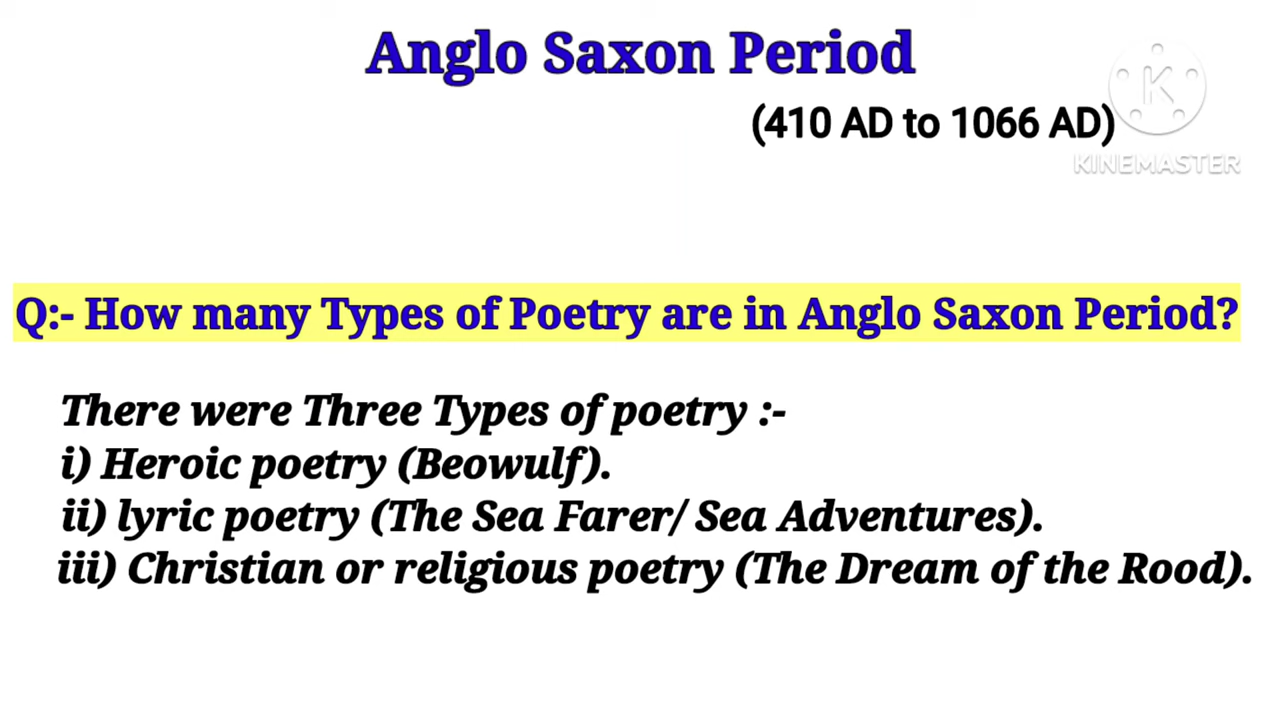 Anglo Saxon Period
(410 AD to 1066 AD)
K
KINEMASTER
Q:- How many Types of Poetry are in Anglo Saxon Period?
There were Three Types of poetry :-
i) Heroic poetry (Beowulf).
ii) lyric poetry (The Sea Farer/ Sea Adventures).
iii) Christian or religious poetry (The Dream of the Rood).